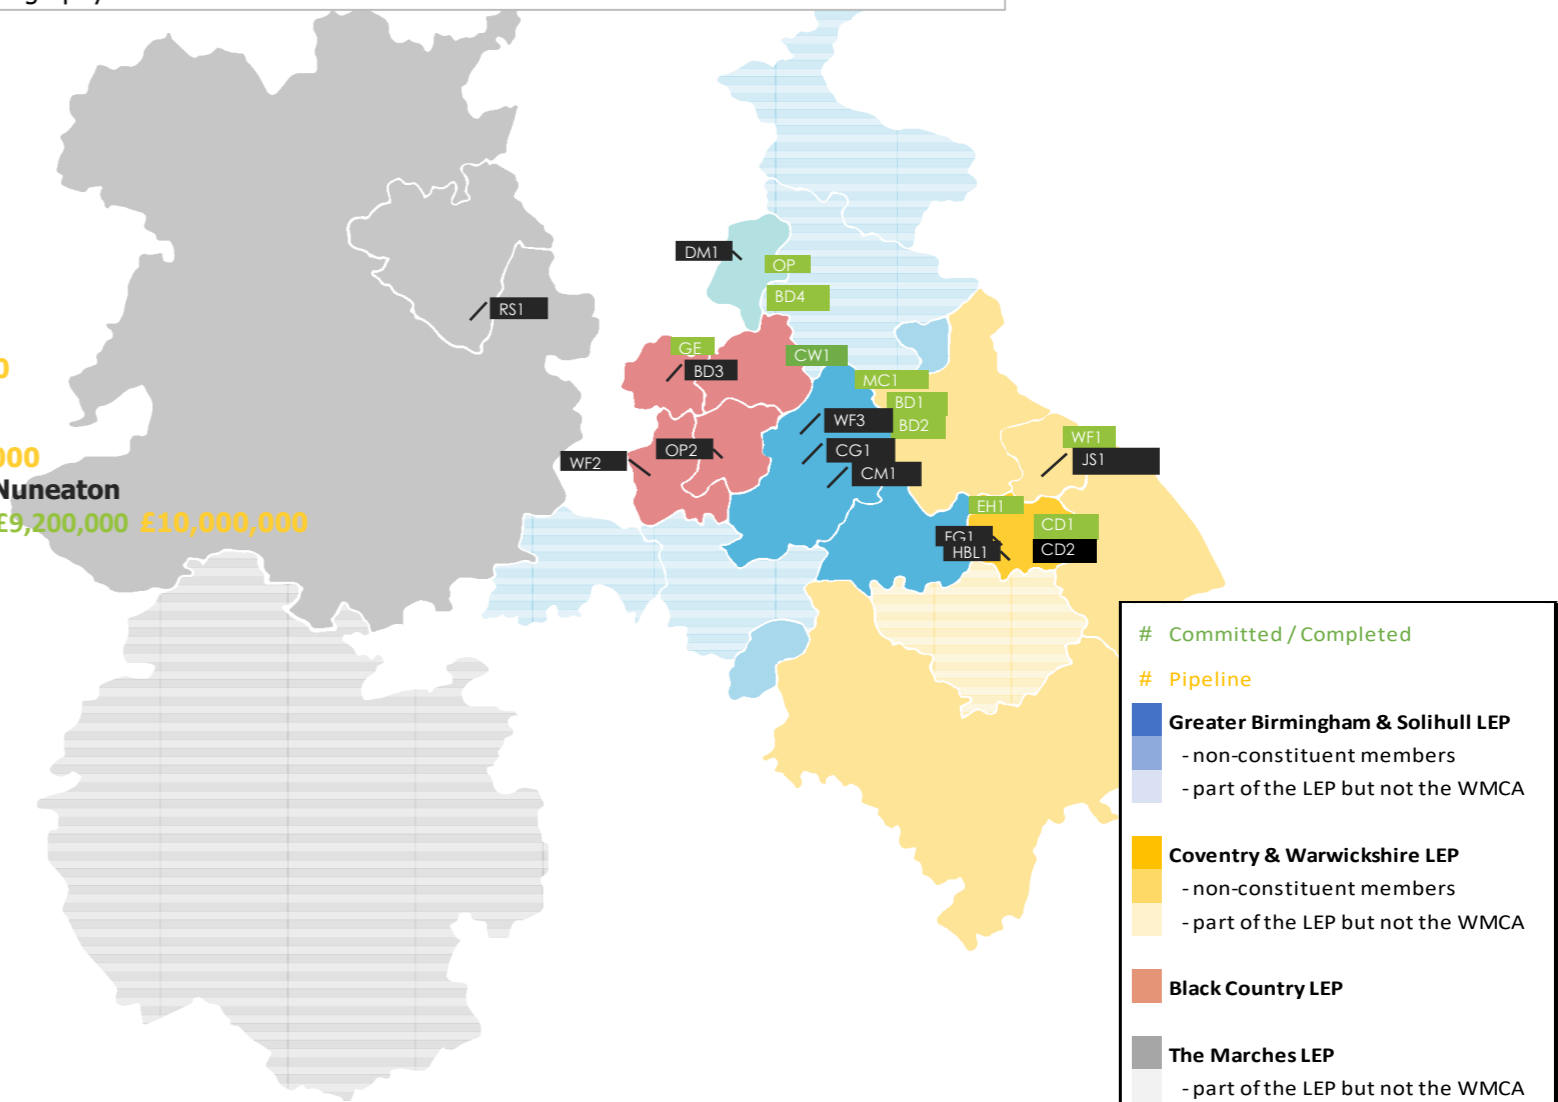 DM1
OP
BD4
RS1
GE
BD3
CW1
MC1
BD1
BD2
WF3
WF1
JS1
OP2
WF2
CG1
CM1
000
Nuneaton
£9,200,000 £10,000,000
EH1
CD1
CD2
HBL1
# Committed / Completed
# Pipeline
Greater Birmingham & Solihull LEP
- non-constituent members
- part of the LEP but not the WMCA
Coventry & Warwickshire LEP
- non-constituent members
- part of the LEP but not the WMCA
Black Country LEP
The Marches LEP
- part of the LEP but not the WMCA